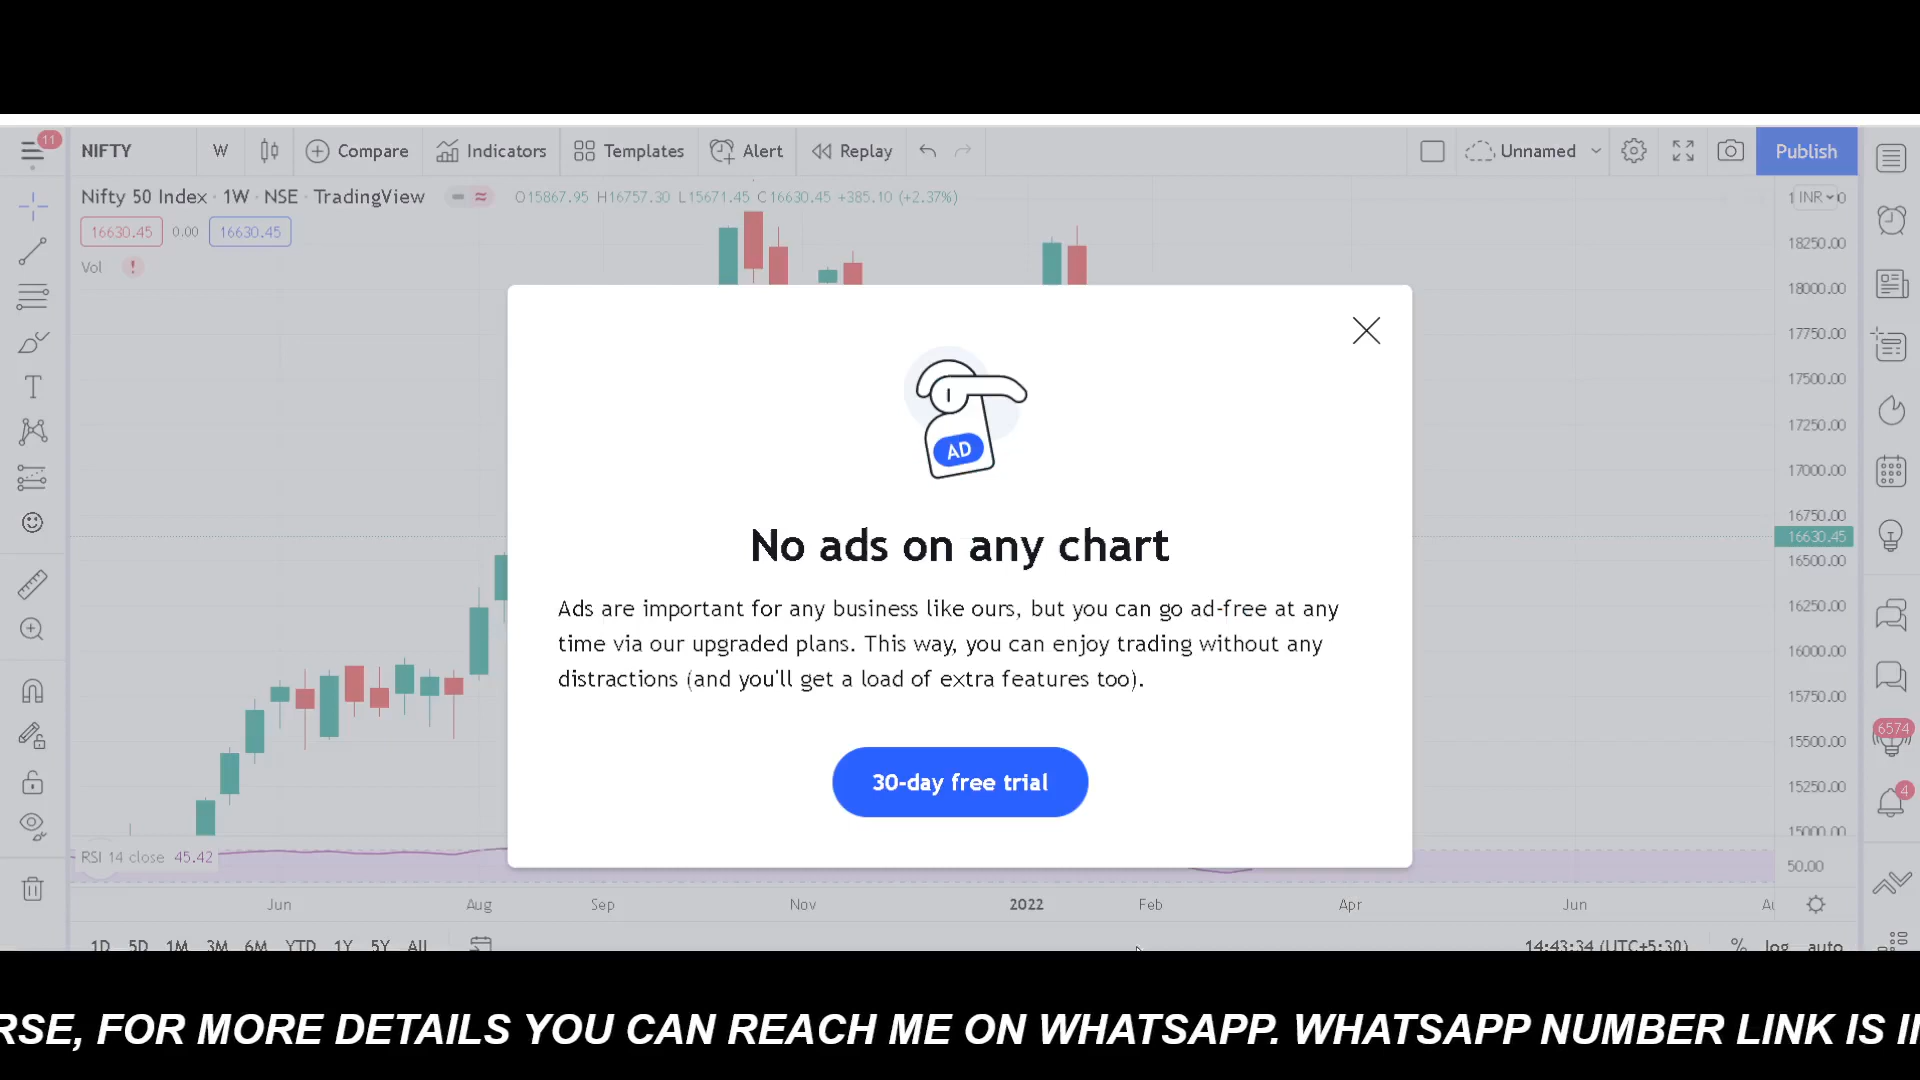 11
NIFTY W Compare Indicators Templates Alert Replay Unnamed Publish
Nifty 50 Index · 1W · NSE · TradingView O15867.95 H16757.30 L15671.45 C16630.45 +385.10 (+2.37%)
INR
16630.45 0.00 16630.45
Vol !
18250.00
18000.00
17750.00
17500.00
17250.00
17000.00
16750.00
16630.45
16500.00
16250.00
16000.00
15750.00
15500.00
15250.00
15000.00
AD
No ads on any chart
Ads are important for any business like ours, but you can go ad-free at any
time via our upgraded plans. This way, you can enjoy trading without any
distractions (and you'll get a load of extra features too).
30-day free trial
6574
4
RSI 14 close 45.42
50.00
Jun Aug Sep Nov 2022 Feb Apr Jun
1D 5D 1M 3M 6M YTD 1Y 5Y All 14:43:34 (UTC+5:30) % log auto
RSE, FOR MORE DETAILS YOU CAN REACH ME ON WHATSAPP. WHATSAPP NUMBER LINK IS